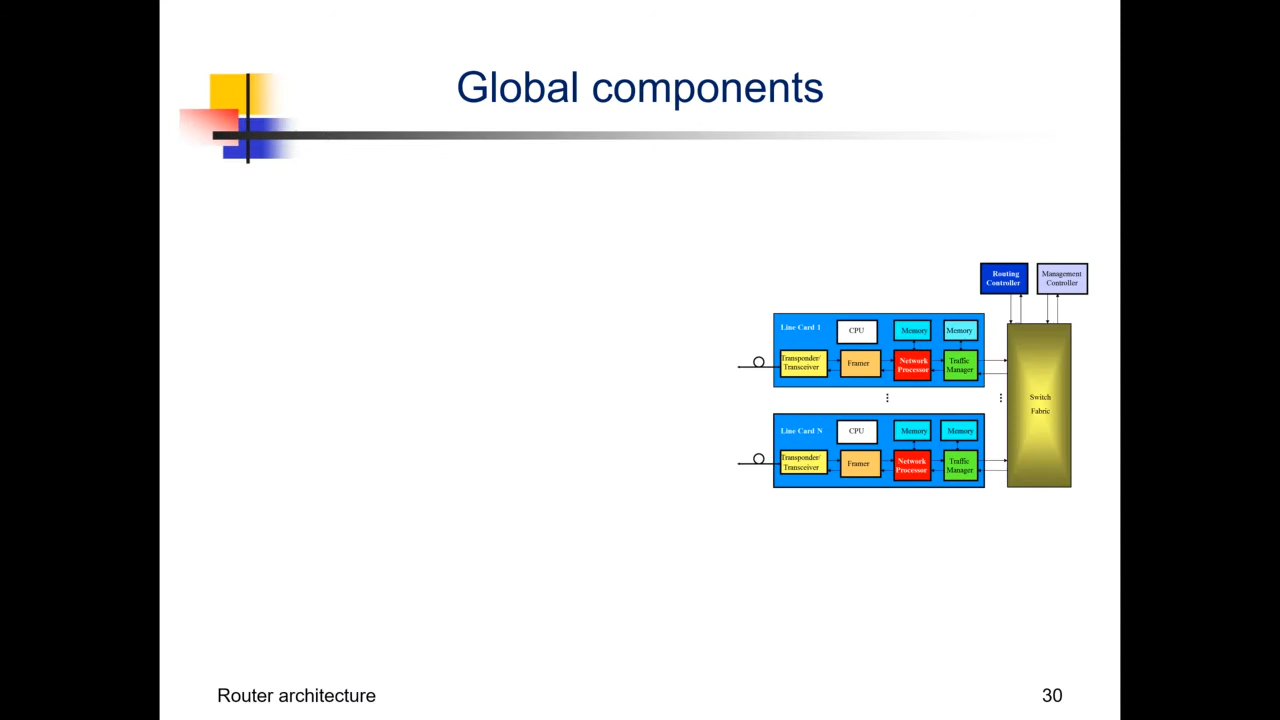 Global components
Routing
Controller
Management
Controller
Line Card 1
CPU
Memory
Memory
Transponder/
Transceiver
Framer
Network
Processor
Traffic
Manager
Switch
Fabric
Line Card N
CPU
Memory
Memory
Transponder/
Transceiver
Framer
Network
Processor
Traffic
Manager
Router architecture
30